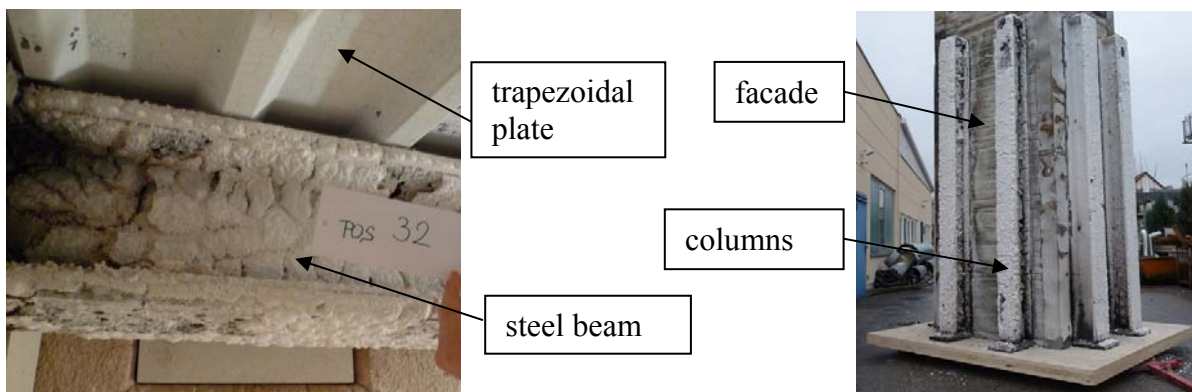 trapezoidal
plate
facade
POS 32
columns
steel beam